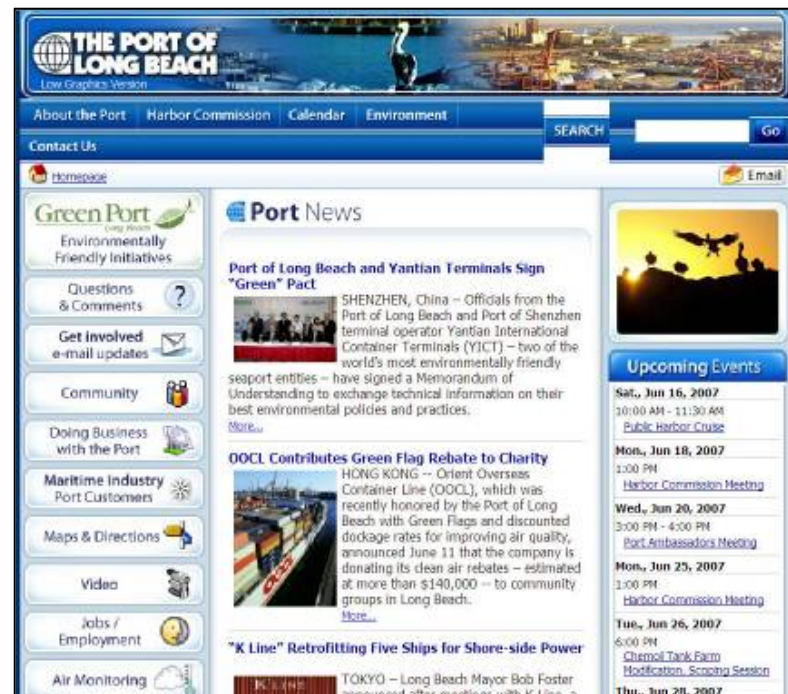 THE PORT OF
LONG BEACH
Low Graphics Version
About the Port
Harbor Commission
Calendar
Environment
SEARCH
Go
Contact Us
Homepage
Email
Green Port
Long Beach
Environmentally
Friendly Initiatives
Questions
& Comments
?
Get involved
e-mail updates
Community
Doing Business
with the Port
Maritime Industry
Port Customers
Maps & Directions
Video
Jobs /
Employment
Air Monitoring
Port News
Port of Long Beach and Yantian Terminals Sign
"Green" Pact
SHENZHEN, China – Officials from the
Port of Long Beach and Port of Shenzhen
terminal operator Yantian International
Container Terminals (YICT) – two of the
world's most environmentally friendly
seaport entities – have signed a Memorandum of
Understanding to exchange technical information on their
best environmental policies and practices.
More...
OOCL Contributes Green Flag Rebate to Charity
HONG KONG -- Orient Overseas
Container Line (OOCL), which was
recently honored by the Port of Long
Beach with Green Flags and discounted
dockage rates for improving air quality,
announced June 11 that the company is
donating its clean air rebates – estimated
at more than $140,000 -- to community
groups in Long Beach.
More...
"K Line" Retrofitting Five Ships for Shore-side Power
TOKYO – Long Beach Mayor Bob Foster
announced after meetings with K Line, a
Upcoming Events
Sat., Jun 16, 2007
10:00 AM - 11:30 AM
Public Harbor Cruise
Mon., Jun 18, 2007
1:00 PM
Harbor Commission Meeting
Wed., Jun 20, 2007
3:00 PM - 4:00 PM
Port Ambassadors Meeting
Mon., Jun 25, 2007
1:00 PM
Harbor Commission Meeting
Tue., Jun 26, 2007
6:00 PM
Chemoil Tank Farm
Modification, Scoping Session
Thu., Jun 28, 2007